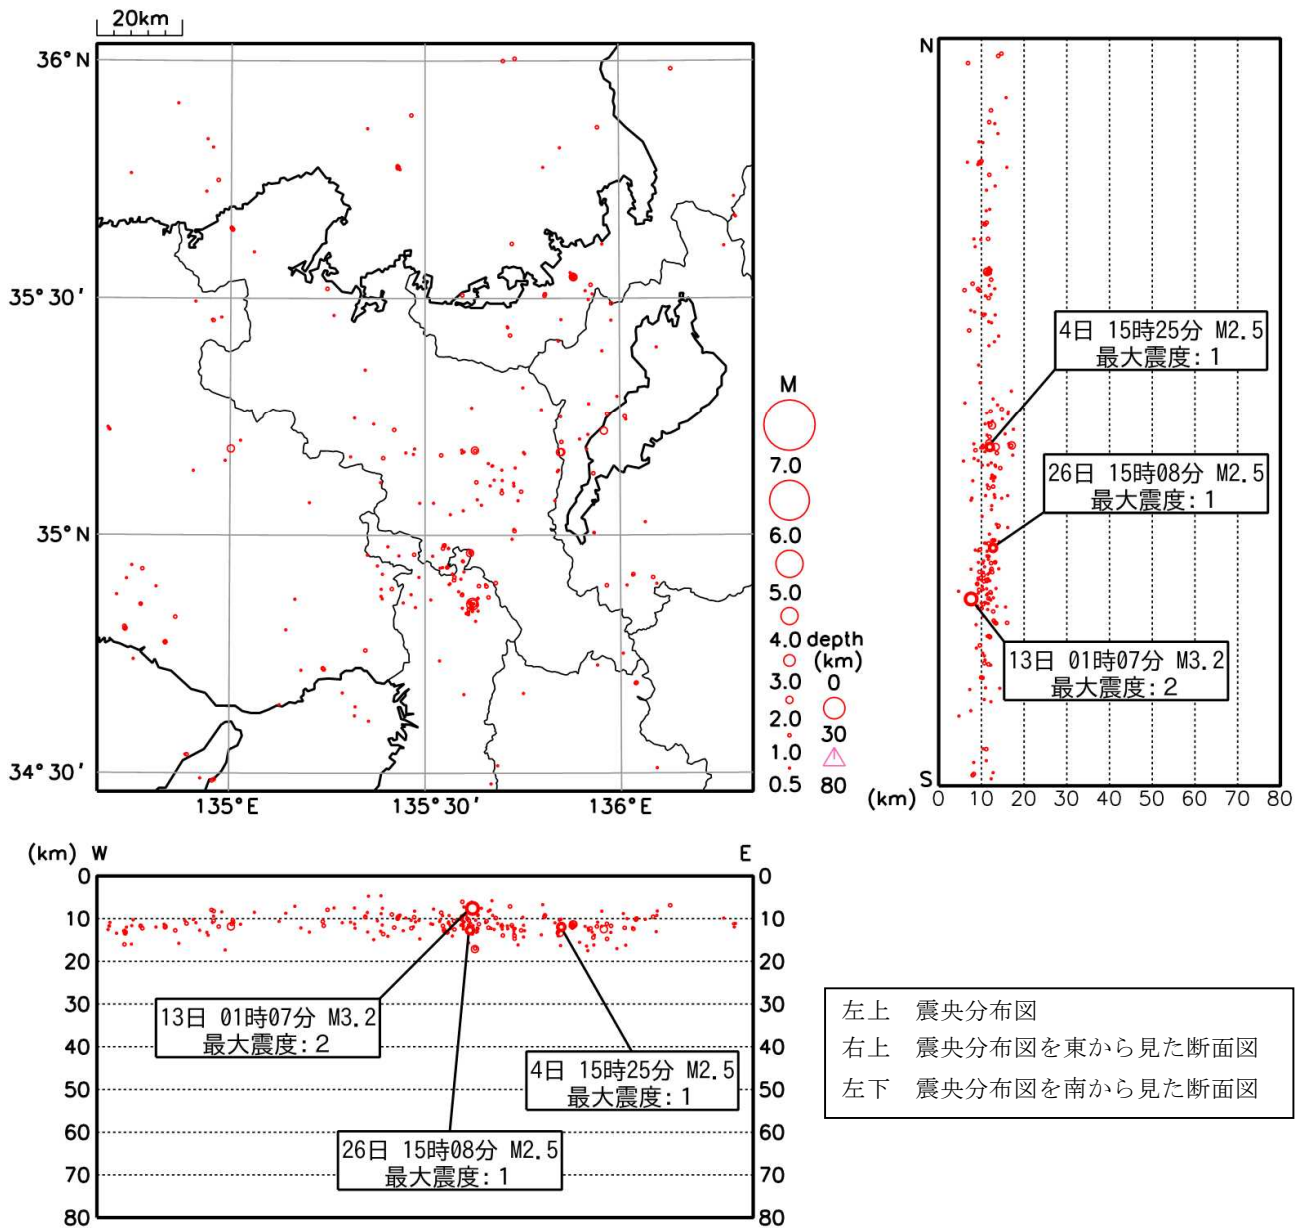 20km
36°N
35°30′
35°N
34°30′
135°E
135°30′
136°E
M
7.0
6.0
5.0
4.0
3.0
2.0
1.0
0.5
depth
(km)
0
30
80
N
S
(km)
0 10 20 30 40 50 60 70 80
4日 15時25分 M2.5
最大震度:1
26日 15時08分 M2.5
最大震度:1
13日 01時07分 M3.2
最大震度:2
(km) W
E
0
10
20
30
40
50
60
70
80
0
10
20
30
40
50
60
70
80
13日 01時07分 M3.2
最大震度:2
4日 15時25分 M2.5
最大震度:1
26日 15時08分 M2.5
最大震度:1
左上 震央分布図
右上 震央分布図を東から見た断面図
左下 震央分布図を南から見た断面図